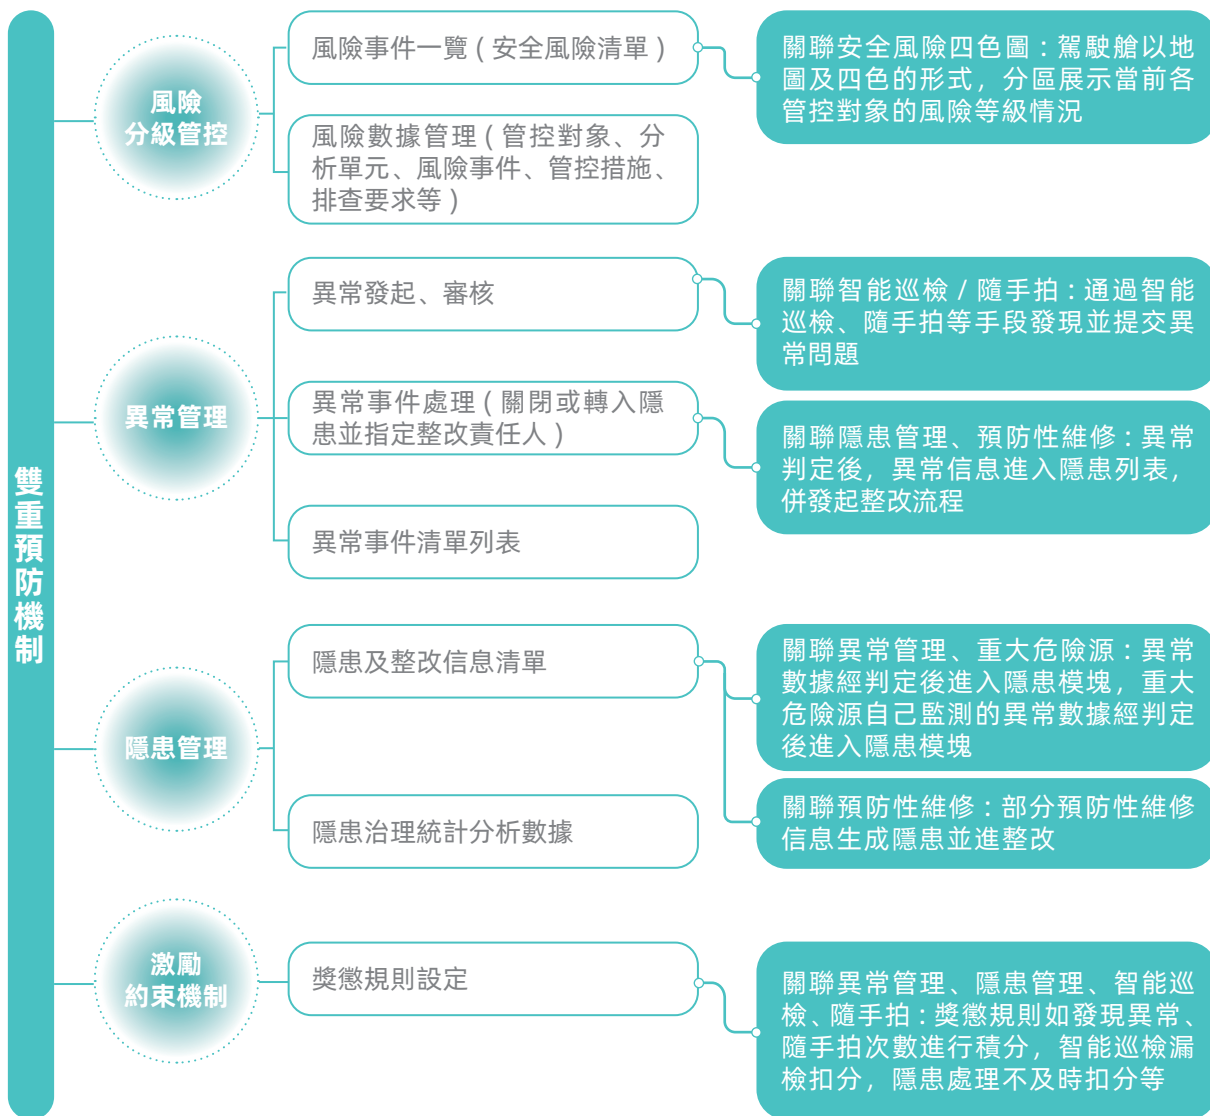 雙重預防機制
風險
分級管控
風險事件一覽 ( 安全風險清單 )
關聯安全風險四色圖：駕駛艙以地
圖及四色的形式，分區展示當前各
管控對象的風險等級情況
風險數據管理 ( 管控對象、分
析單元、風險事件、管控措施、
排查要求等 )
異常管理
異常發起、審核
關聯智能巡檢 / 隨手拍：通過智能
巡檢、隨手拍等手段發現並提交異
常問題
異常事件處理 ( 關閉或轉入隱
患並指定整改責任人 )
關聯隱患管理、預防性維修：異常
判定後，異常信息進入隱患列表，
併發起整改流程
異常事件清單列表
隱患管理
隱患及整改信息清單
關聯異常管理、重大危險源：異常
數據經判定後進入隱患模塊，重大
危險源自己監測的異常數據經判定
後進入隱患模塊
關聯預防性維修：部分預防性維修
信息生成隱患並進整改
隱患治理統計分析數據
激勵
約束機制
獎懲規則設定
關聯異常管理、隱患管理、智能巡
檢、隨手拍：獎懲規則如發現異常、
隨手拍次數進行積分，智能巡檢漏
檢扣分，隱患處理不及時扣分等